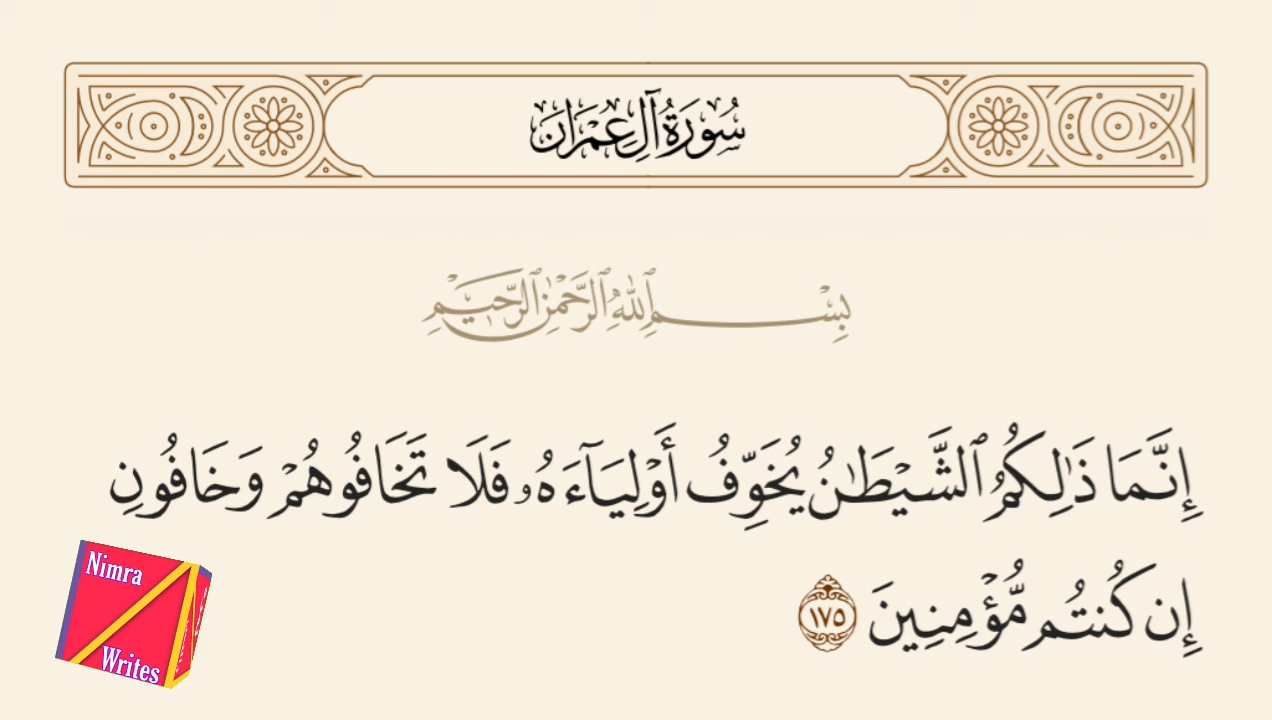 سُورَةُ آلِ عِمْرَانَ
بِسْمِ ٱللَّهِ ٱلرَّحْمَٰنِ ٱلرَّحِيمِ
إِنَّمَا ذَٰلِكُمُ ٱلشَّيْطَٰنُ يُخَوِّفُ أَوْلِيَآءَهُۥ فَلَا تَخَافُوهُمْ وَخَافُونِ
إِن كُنتُم مُّؤْمِنِينَ ١٧٥
Nimra
Writes